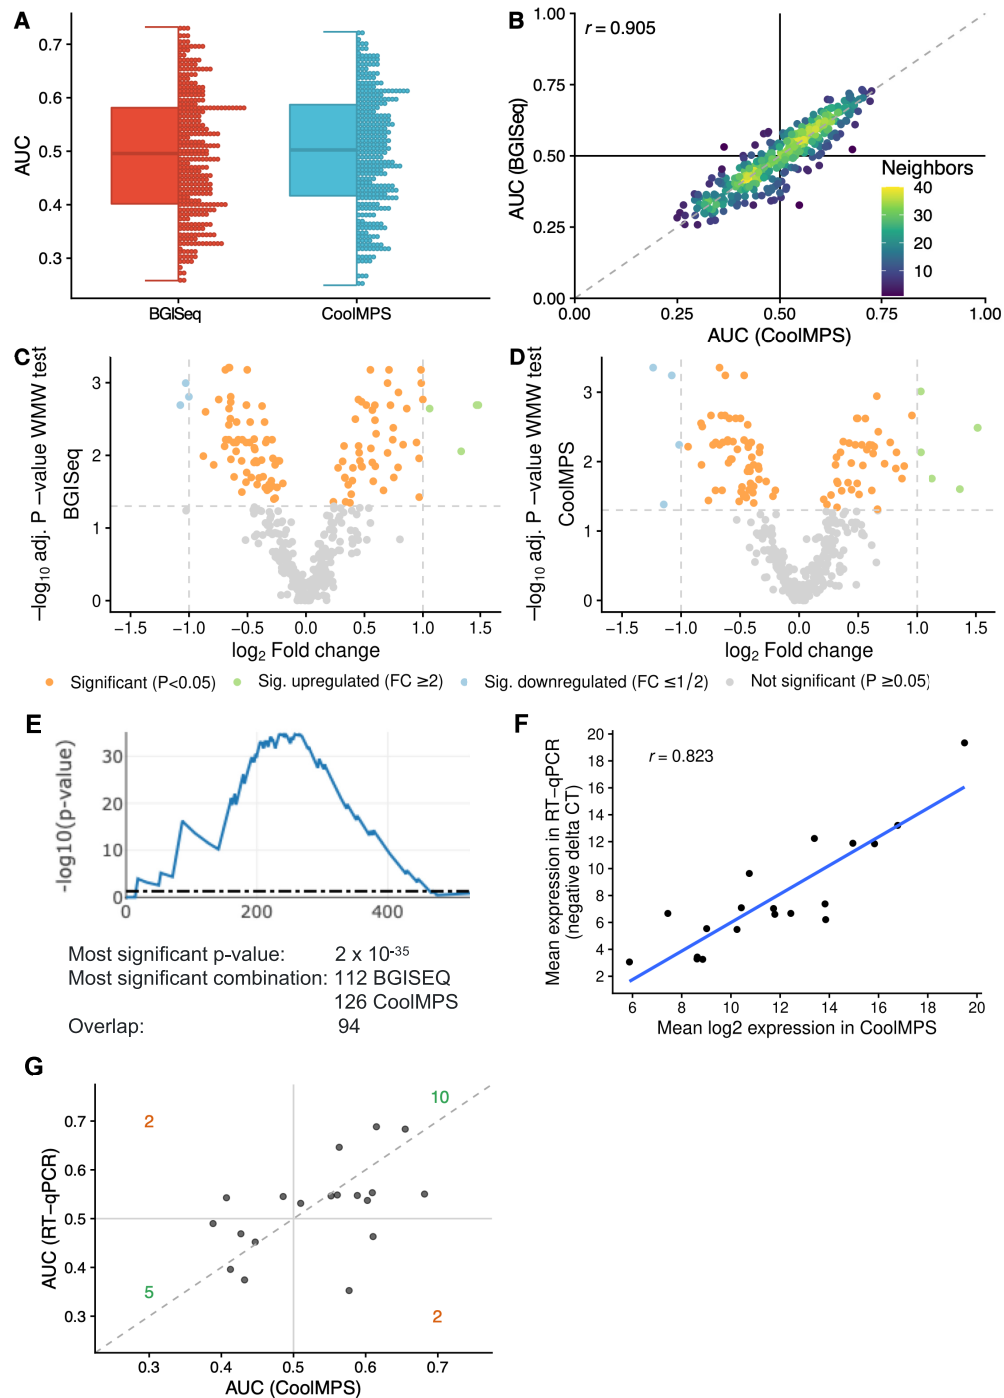 A
AUC
0.7
0.6
0.5
0.4
0.3
BGISeq
CoolMPS
B
r = 0.905
AUC (BGISeq)
1.00
0.75
0.50
0.25
0.00
Neighbors
40
30
20
10
0.00 0.25 0.50 0.75 1.00
AUC (CoolMPS)
C
−log10 adj. P −value WMW test
BGISeq
3
2
1
0
−1.5 −1.0 −0.5 0.0 0.5 1.0 1.5
log2 Fold change
D
−log10 adj. P −value WMW test
CoolMPS
3
2
1
0
−1.5 −1.0 −0.5 0.0 0.5 1.0 1.5
log2 Fold change
Significant (P<0.05) Sig. upregulated (FC ≥2) Sig. downregulated (FC ≤1/2) Not significant (P ≥0.05)
E
-log10(p-value)
30
20
10
0
0 200 400
Most significant p-value: 2 x 10-35
Most significant combination: 112 BGISEQ
126 CoolMPS
Overlap: 94
F
r = 0.823
Mean expression in RT−qPCR
(negative delta CT)
20
18
16
14
12
10
8
6
4
2
6 8 10 12 14 16 18 20
Mean log2 expression in CoolMPS
G
AUC (RT−qPCR)
0.7
0.6
0.5
0.4
0.3
2
10
5
2
0.3 0.4 0.5 0.6 0.7
AUC (CoolMPS)